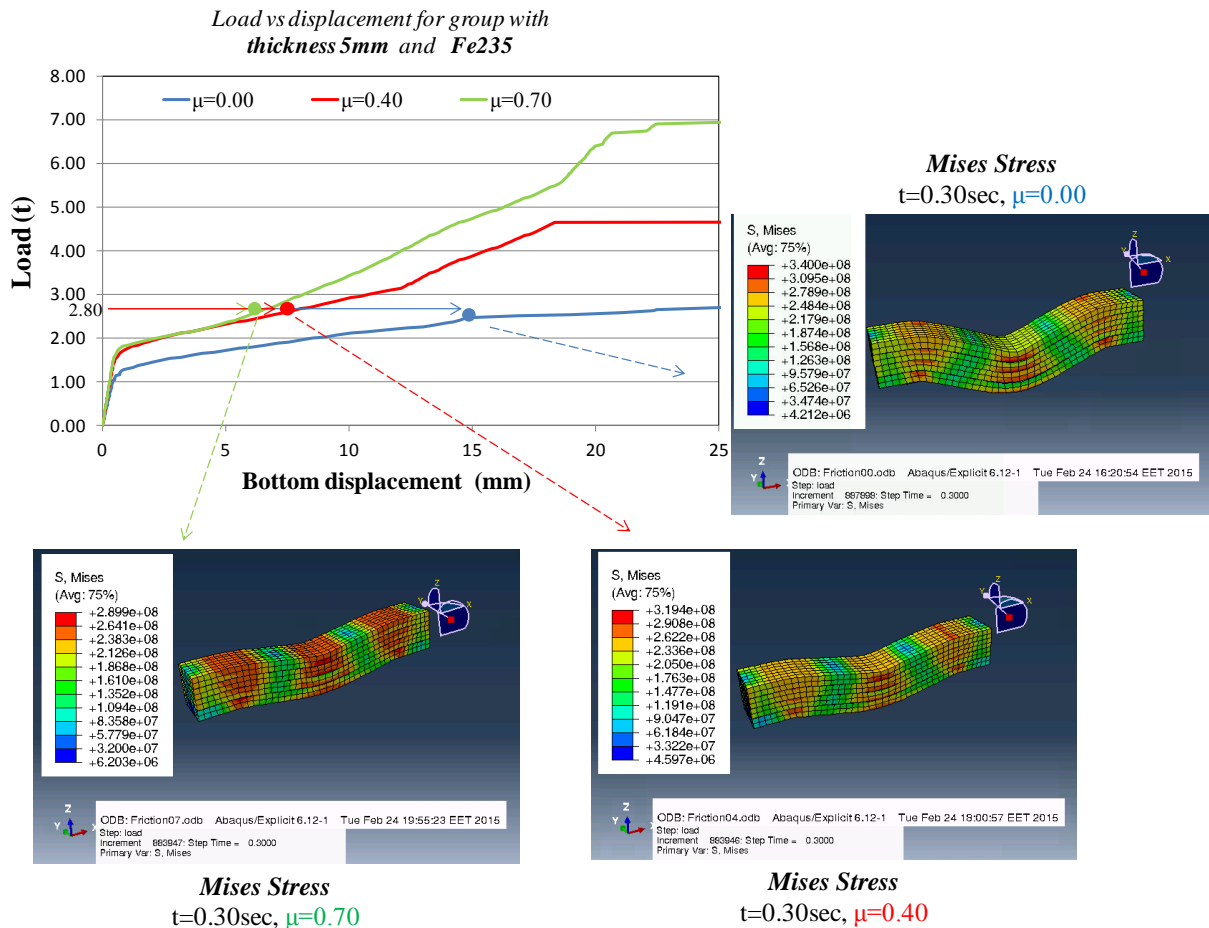 Load vs displacement for group with
thickness 5mm and Fe235
8.00
7.00
6.00
5.00
4.00
3.00
2.80
2.00
1.00
0.00
μ=0.00
μ=0.40
μ=0.70
Load (t)
0
5
10
15
20
25
Bottom displacement (mm)
Mises Stress
t=0.30sec, μ=0.00
S, Mises
(Avg: 75%)
+3.400e+08
+3.095e+08
+2.789e+08
+2.484e+08
+2.179e+08
+1.874e+08
+1.568e+08
+1.263e+08
+9.579e+07
+6.526e+07
+3.474e+07
+4.212e+06
Z
Y
X
Z
Y
ODB: Friction00.odb Abaqus/Explicit 6.12-1 Tue Feb 24 16:20:54 EET 2015
Step: load
Increment 897998: Step Time = 0.3000
Primary Var: S, Mises
S, Mises
(Avg: 75%)
+2.899e+08
+2.641e+08
+2.383e+08
+2.126e+08
+1.868e+08
+1.610e+08
+1.352e+08
+1.094e+08
+8.358e+07
+5.779e+07
+3.200e+07
+6.203e+06
Z
Y
X
Z
Y
ODB: Friction07.odb Abaqus/Explicit 6.12-1 Tue Feb 24 19:55:23 EET 2015
Step: load
Increment 883947: Step Time = 0.3000
Primary Var: S, Mises
Mises Stress
t=0.30sec, μ=0.70
S, Mises
(Avg: 75%)
+3.194e+08
+2.908e+08
+2.622e+08
+2.336e+08
+2.050e+08
+1.763e+08
+1.477e+08
+1.191e+08
+9.047e+07
+6.184e+07
+3.322e+07
+4.597e+06
Z
Y
X
Z
Y
ODB: Friction04.odb Abaqus/Explicit 6.12-1 Tue Feb 24 19:00:57 EET 2015
Step: load
Increment 883946: Step Time = 0.3000
Primary Var: S, Mises
Mises Stress
t=0.30sec, μ=0.40